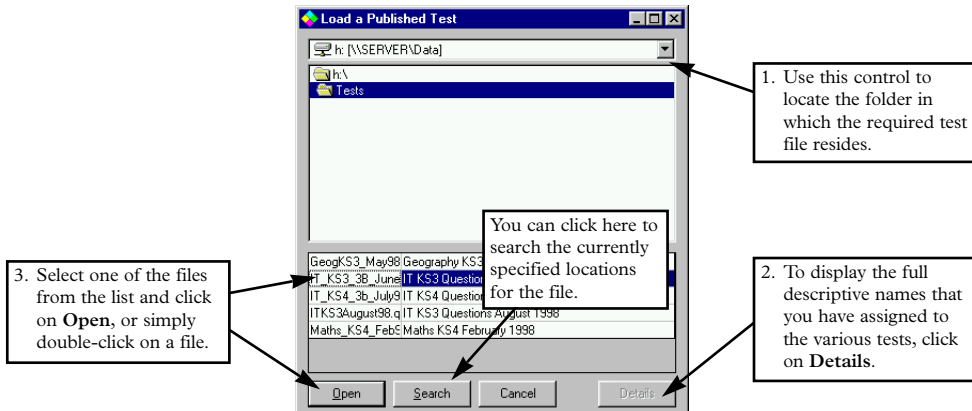 Load a Published Test
h: [\\SERVER\Data]
h:\
Tests
1. Use this control to
locate the folder in
which the required test
file resides.
You can click here to
search the currently
specified locations
for the file.
GeogKS3_May98 Geography KS3
IT_KS3_3B_June IT KS3 Question
IT_KS4_3b_July9 IT KS4 Question
ITKS3August98.q IT KS3 Questions August 1998
Maths_KS4_Feb9 Maths KS4 February 1998
3. Select one of the files
from the list and click
on Open, or simply
double-click on a file.
2. To display the full
descriptive names that
you have assigned to
the various tests, click
on Details.
Open Search Cancel Details